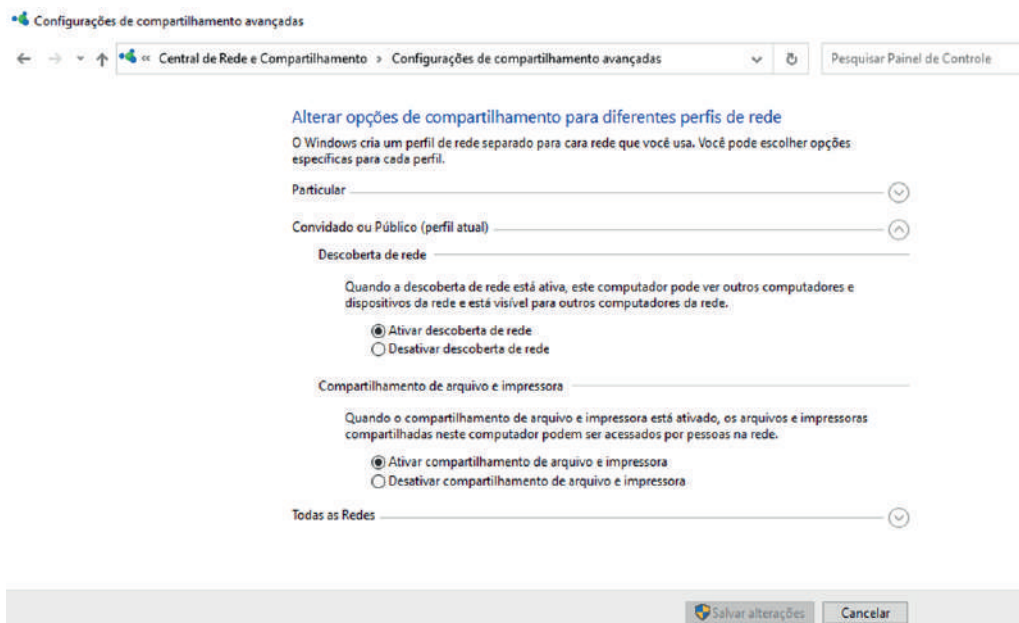 Configurações de compartilhamento avançadas
« Central de Rede e Compartilhamento > Configurações de compartilhamento avançadas
Pesquisar Painel de Controle
Alterar opções de compartilhamento para diferentes perfis de rede
O Windows cria um perfil de rede separado para cara rede que você usa. Você pode escolher opções
específicas para cada perfil.
Particular
Convidado ou Público (perfil atual)
Descoberta de rede
Quando a descoberta de rede está ativa, este computador pode ver outros computadores e
dispositivos da rede e está visível para outros computadores da rede.
Ativar descoberta de rede
Desativar descoberta de rede
Compartilhamento de arquivo e impressora
Quando o compartilhamento de arquivo e impressora está ativado, os arquivos e impressoras
compartilhadas neste computador podem ser acessados por pessoas na rede.
Ativar compartilhamento de arquivo e impressora
Desativar compartilhamento de arquivo e impressora
Todas as Redes
Salvar alterações
Cancelar